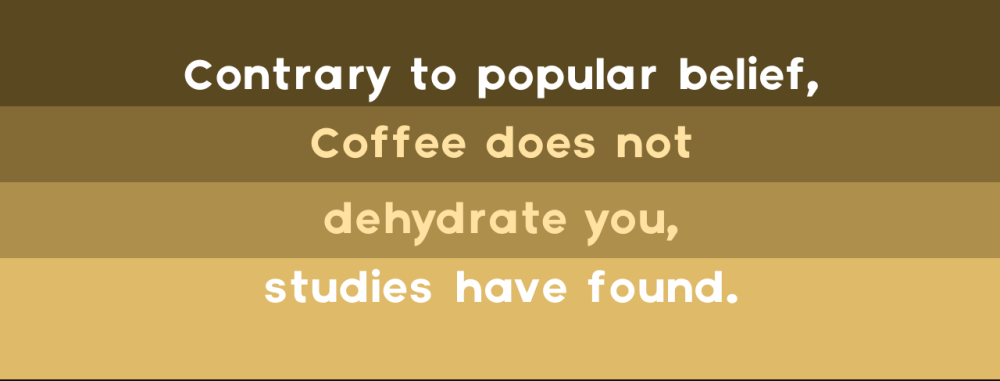 Contrary to popular belief,
Coffee does not
dehydrate you,
studies have found.